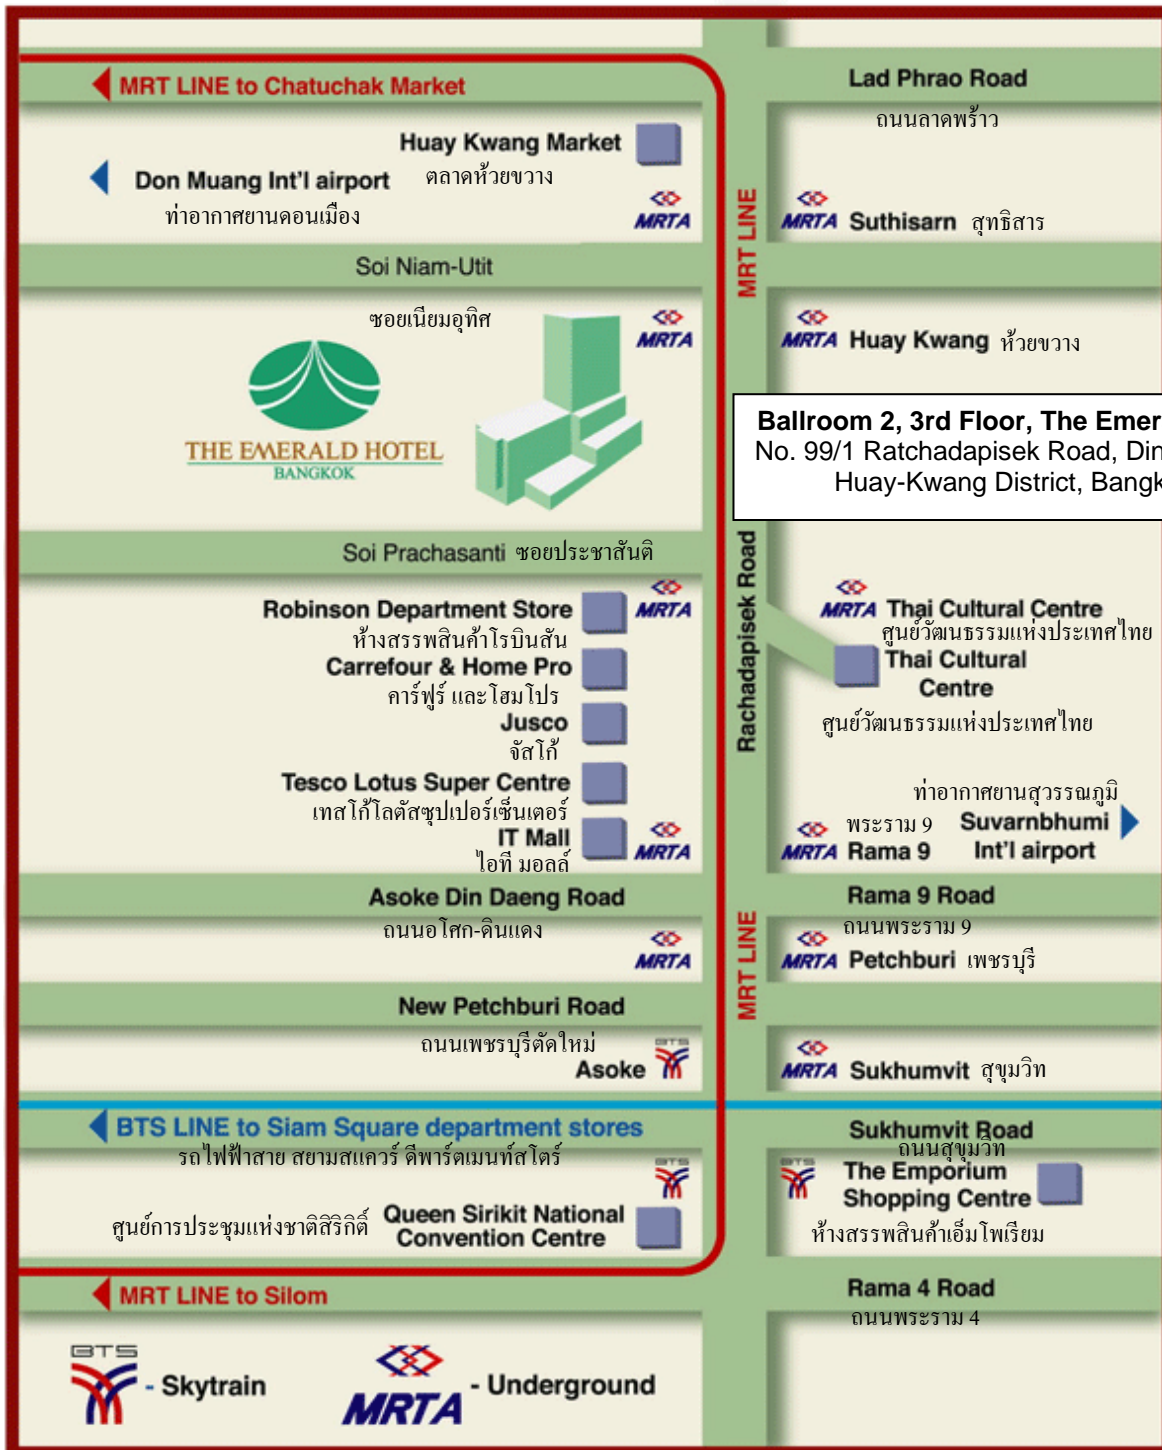 MRT LINE to Chatuchak Market
Lad Phrao Road
ถนนลาดพร้าว
Huay Kwang Market
ตลาดห้วยขวาง
Don Muang Int'l airport
ท่าอากาศยานดอนเมือง
MRTA
MRT LINE
MRTA Suthisarn สุทธิสาร
Soi Niam-Utit
ซอยเนียมอุทิศ
MRTA
MRTA Huay Kwang ห้วยขวาง
THE EMERALD HOTEL
BANGKOK
Ballroom 2, 3rd Floor, The Emer
No. 99/1 Ratchadapisek Road, Din
Huay-Kwang District, Bangk
Soi Prachasanti ซอยประชาสันติ
Rachadapisek Road
Robinson Department Store
MRTA
ห้างสรรพสินค้าโรบินสัน
Carrefour & Home Pro
คาร์ฟูร์ และโฮมโปร
Jusco
จัสโก้
Tesco Lotus Super Centre
เทสโก้โลตัสซุปเปอร์เซ็นเตอร์
IT Mall
ไอที มอลล์
MRTA
MRTA Thai Cultural Centre
ศูนย์วัฒนธรรมแห่งประเทศไทย
Thai Cultural
Centre
ศูนย์วัฒนธรรมแห่งประเทศไทย
ท่าอากาศยานสุวรรณภูมิ
Suvarnbhumi
Int'l airport
พระราม 9
MRTA Rama 9
Asoke Din Daeng Road
ถนนอโศก-ดินแดง
MRTA
Rama 9 Road
ถนนพระราม 9
MRT LINE
MRTA Petchburi เพชรบุรี
New Petchburi Road
ถนนเพชรบุรีตัดใหม่
Asoke
BTS
MRTA Sukhumvit สุขุมวิท
BTS LINE to Siam Square department stores
รถไฟฟ้าสาย สยามสแควร์ ดีพาร์ตเมนท์สโตร์
Sukhumvit Road
ถนนสุขุมวิท
BTS
BTS
The Emporium
Shopping Centre
ห้างสรรพสินค้าเอ็มโพเรียม
ศูนย์การประชุมแห่งชาติสิริกิติ์
Queen Sirikit National
Convention Centre
MRT LINE to Silom
Rama 4 Road
ถนนพระราม 4
BTS
- Skytrain
MRTA
- Underground